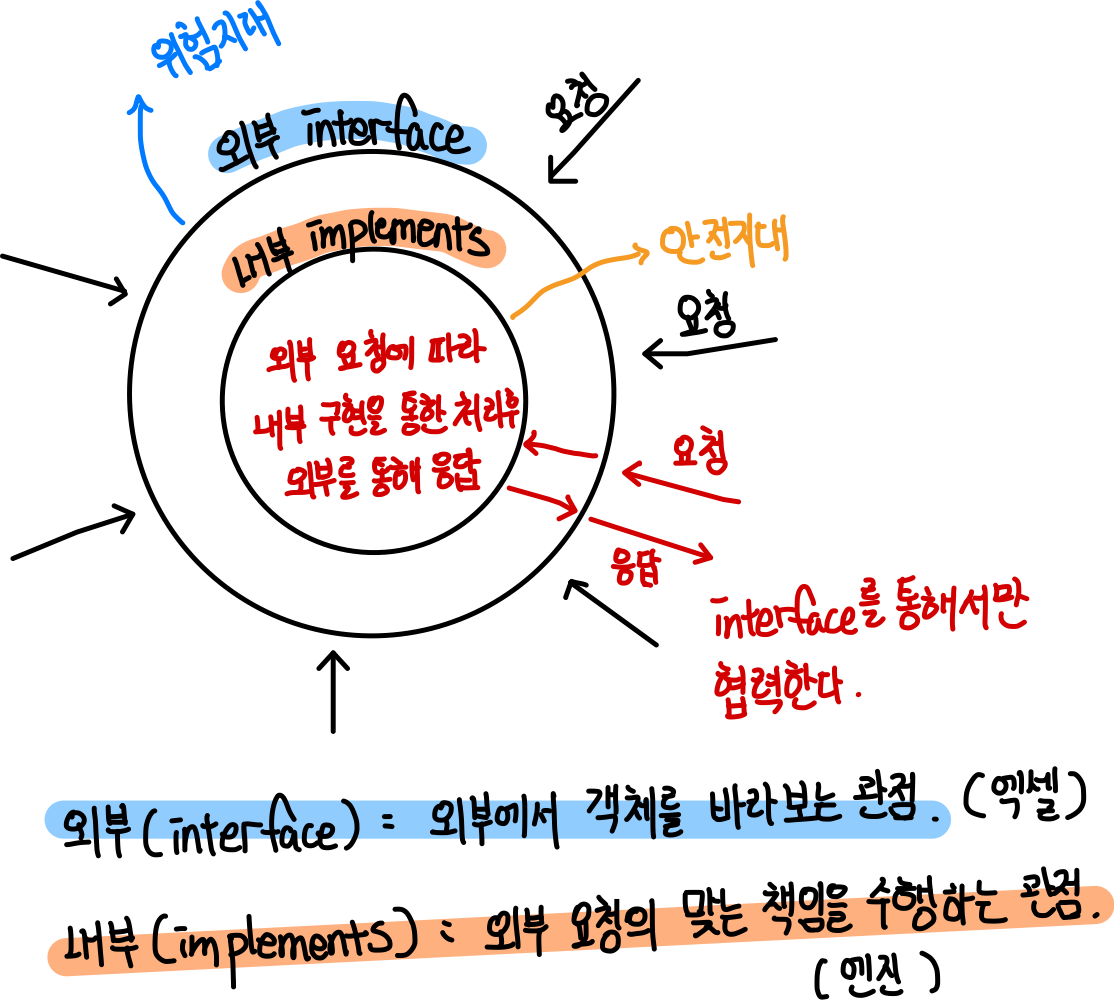 위험지대
외부 interface
요청
내부 implements
안전지대
요청
외부 요청에 따라
내부 구현을 통한 처리후
외부를 통해 응답
요청
응답
interface를 통해서만
협력한다.
외부(interface) = 외부에서 객체를 바라보는 관점. (엑셀)
내부(implements) = 외부 요청의 맞는 책임을 수행하는 관점.
(엔진)